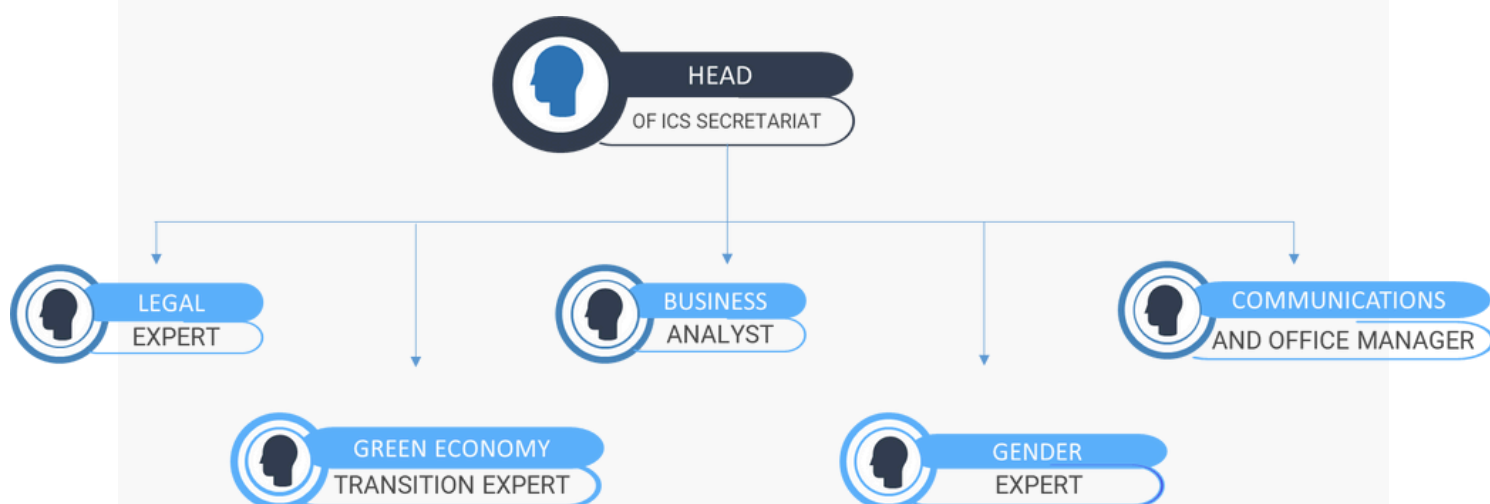 HEAD
OF ICS SECRETARIAT
LEGAL
EXPERT
BUSINESS
ANALYST
COMMUNICATIONS
AND OFFICE MANAGER
GREEN ECONOMY
TRANSITION EXPERT
GENDER
EXPERT